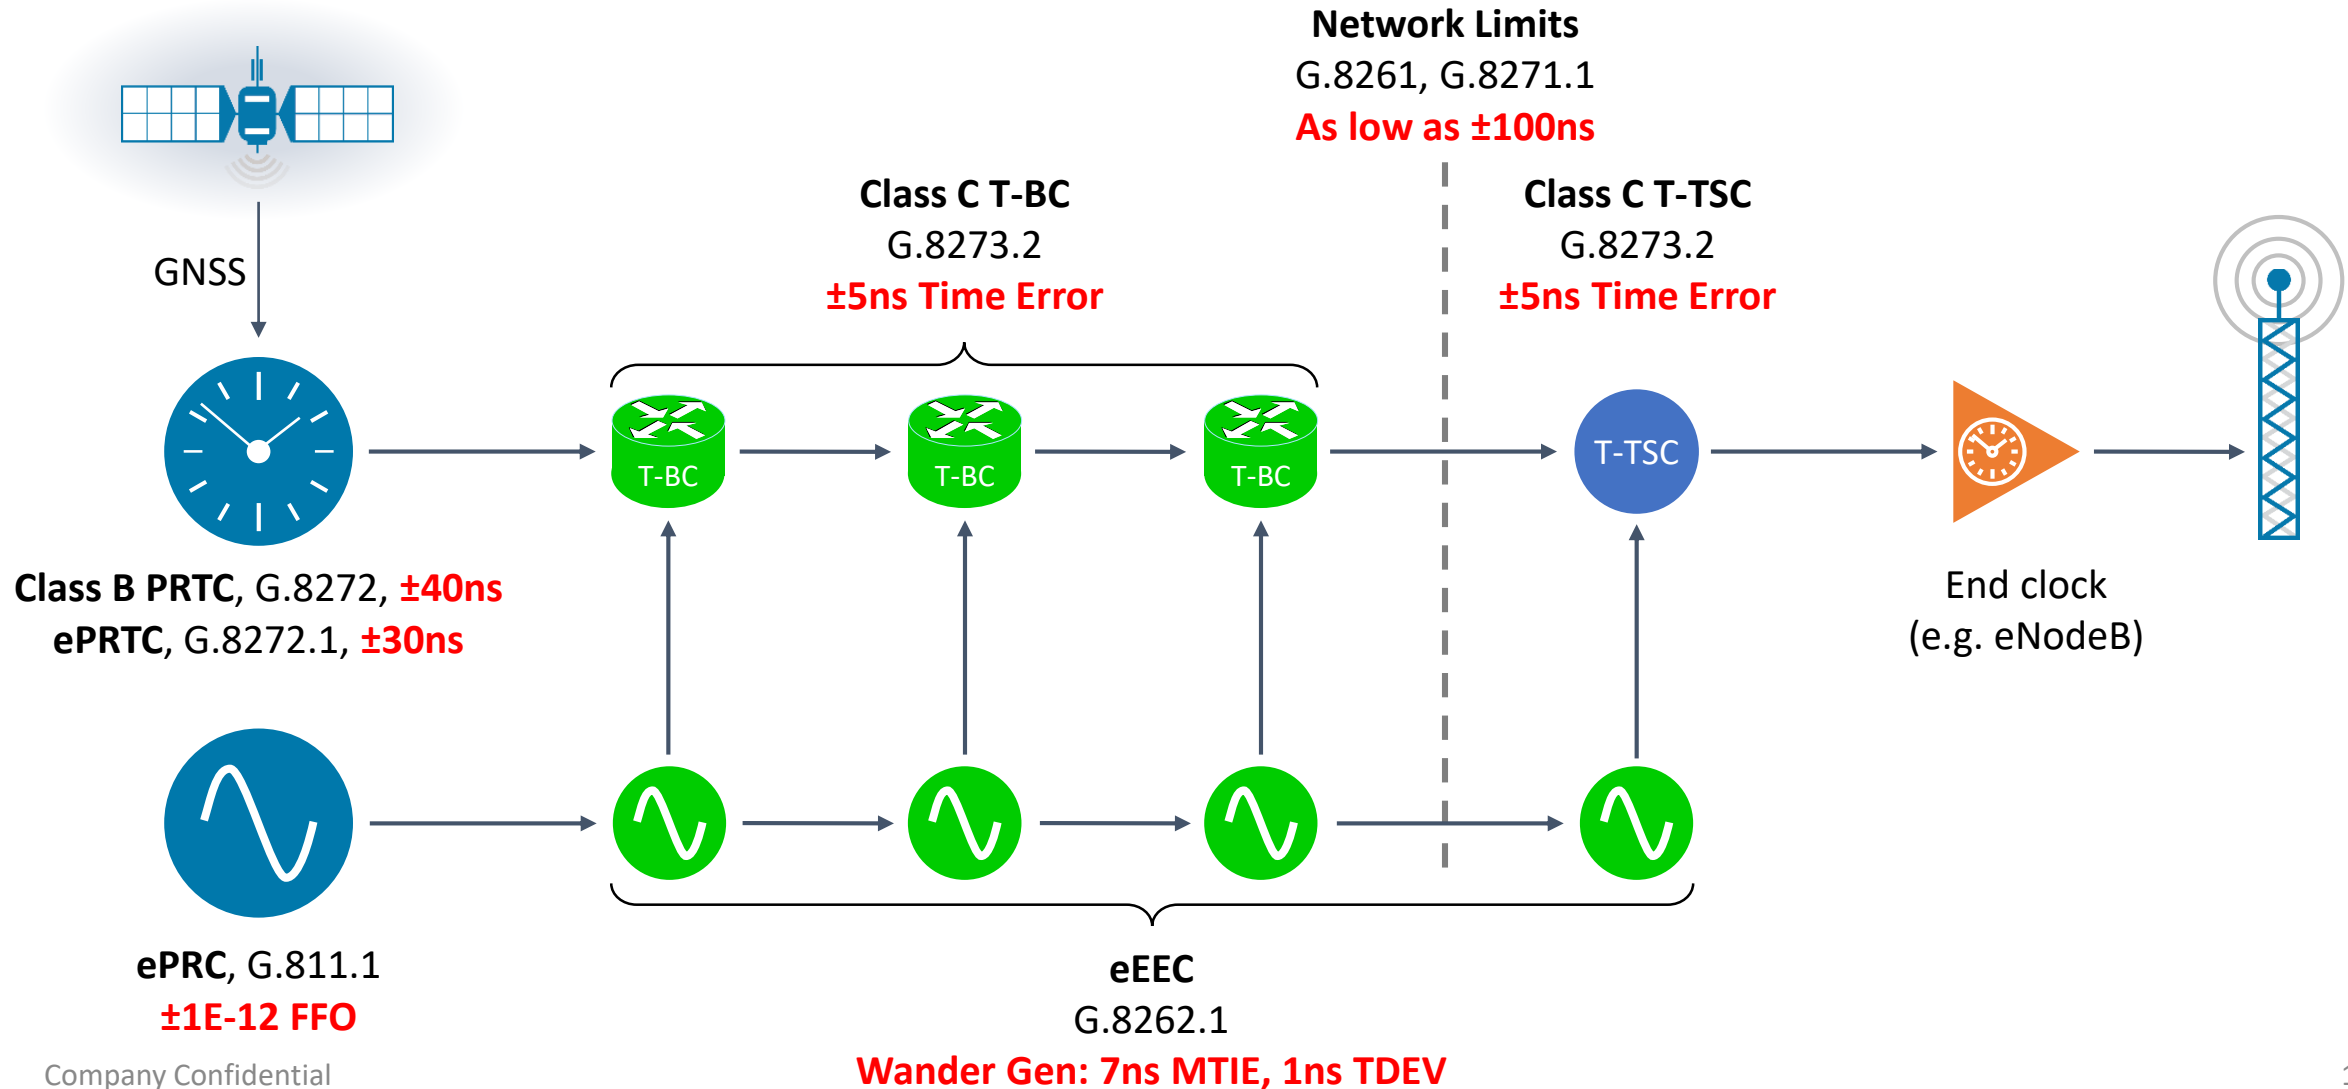 Network Limits
G.8261, G.8271.1
As low as ±100ns
Class C T-BC
G.8273.2
±5ns Time Error
Class C T-TSC
G.8273.2
±5ns Time Error
GNSS
T-BC
T-BC
T-BC
T-TSC
Class B PRTC, G.8272, ±40ns
ePRTC, G.8272.1, ±30ns
End clock
(e.g. eNodeB)
ePRC, G.811.1
±1E-12 FFO
eEEC
G.8262.1
Wander Gen: 7ns MTIE, 1ns TDEV
Company Confidential